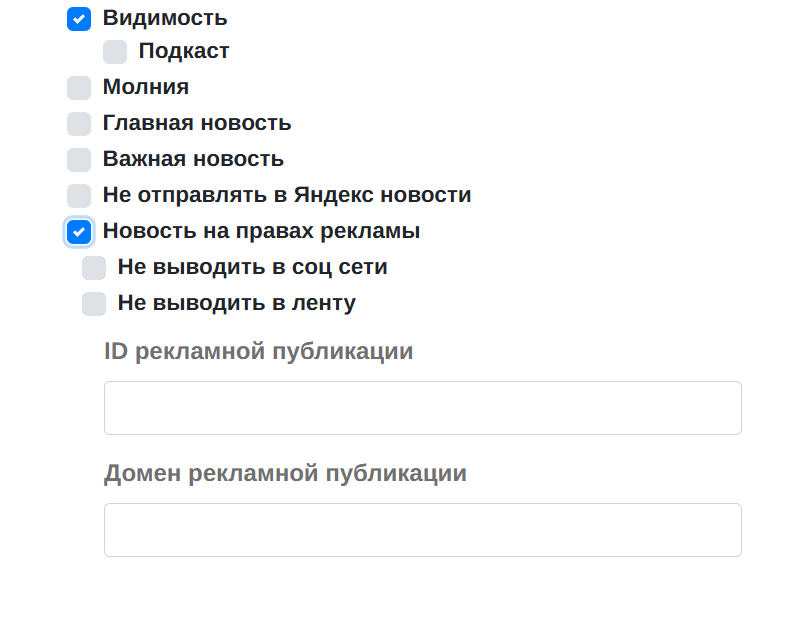 Видимость
Подкаст
Молния
Главная новость
Важная новость
Не отправлять в Яндекс новости
Новость на правах рекламы
Не выводить в соц сети
Не выводить в ленту
ID рекламной публикации
Домен рекламной публикации